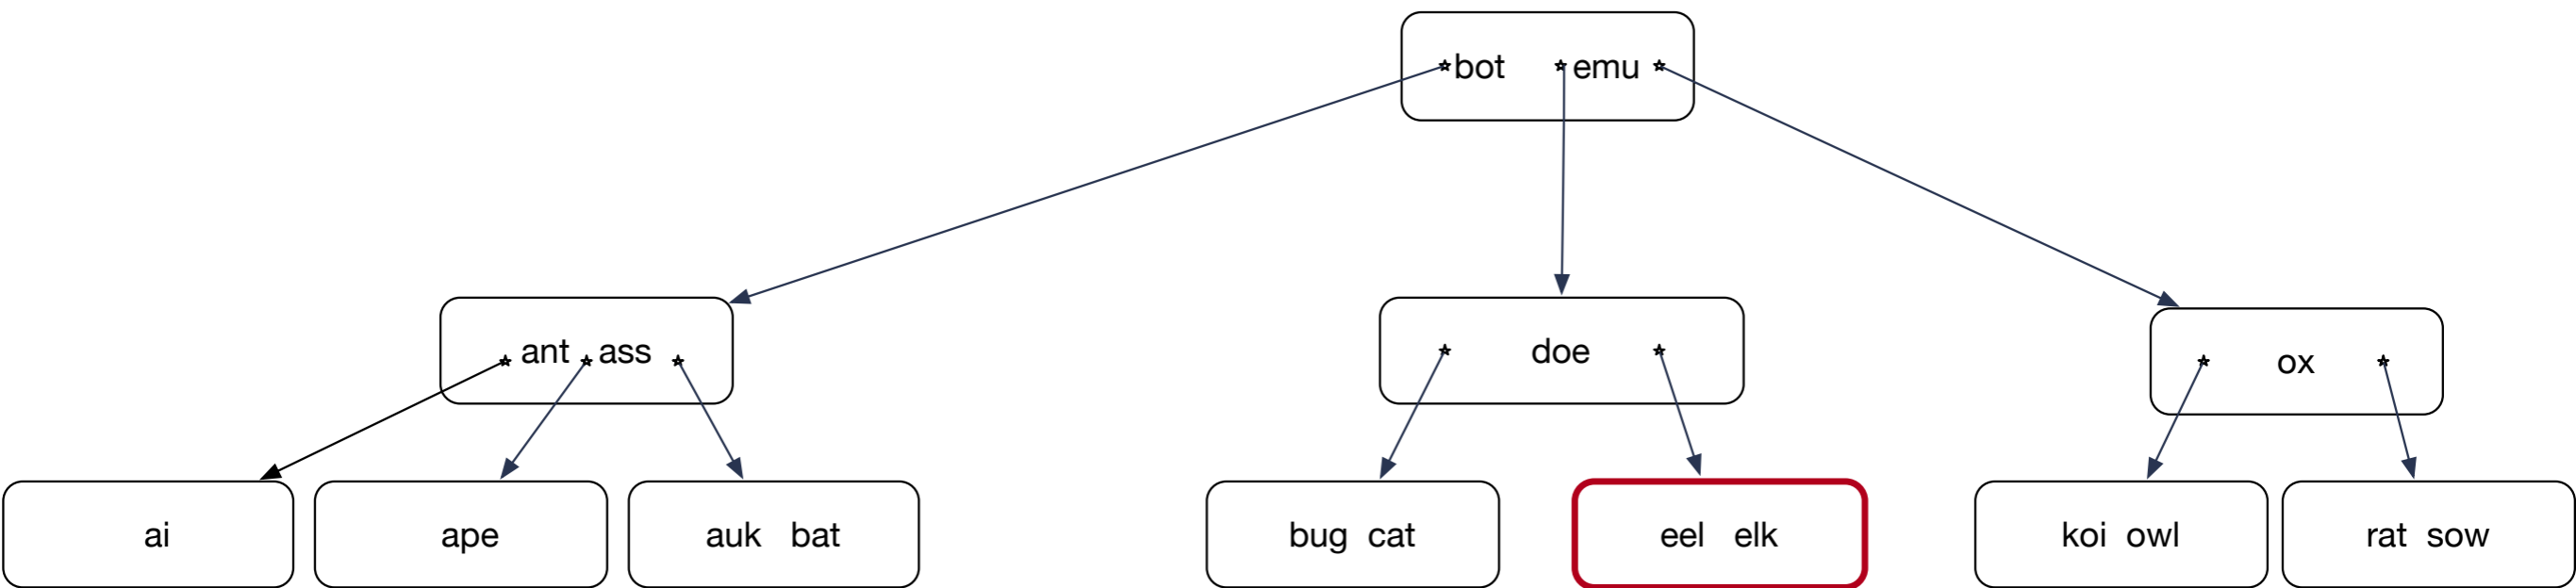 bot emu
ant ass
doe
ox
ai
ape
auk bat
bug cat
eel elk
koi owl
rat sow